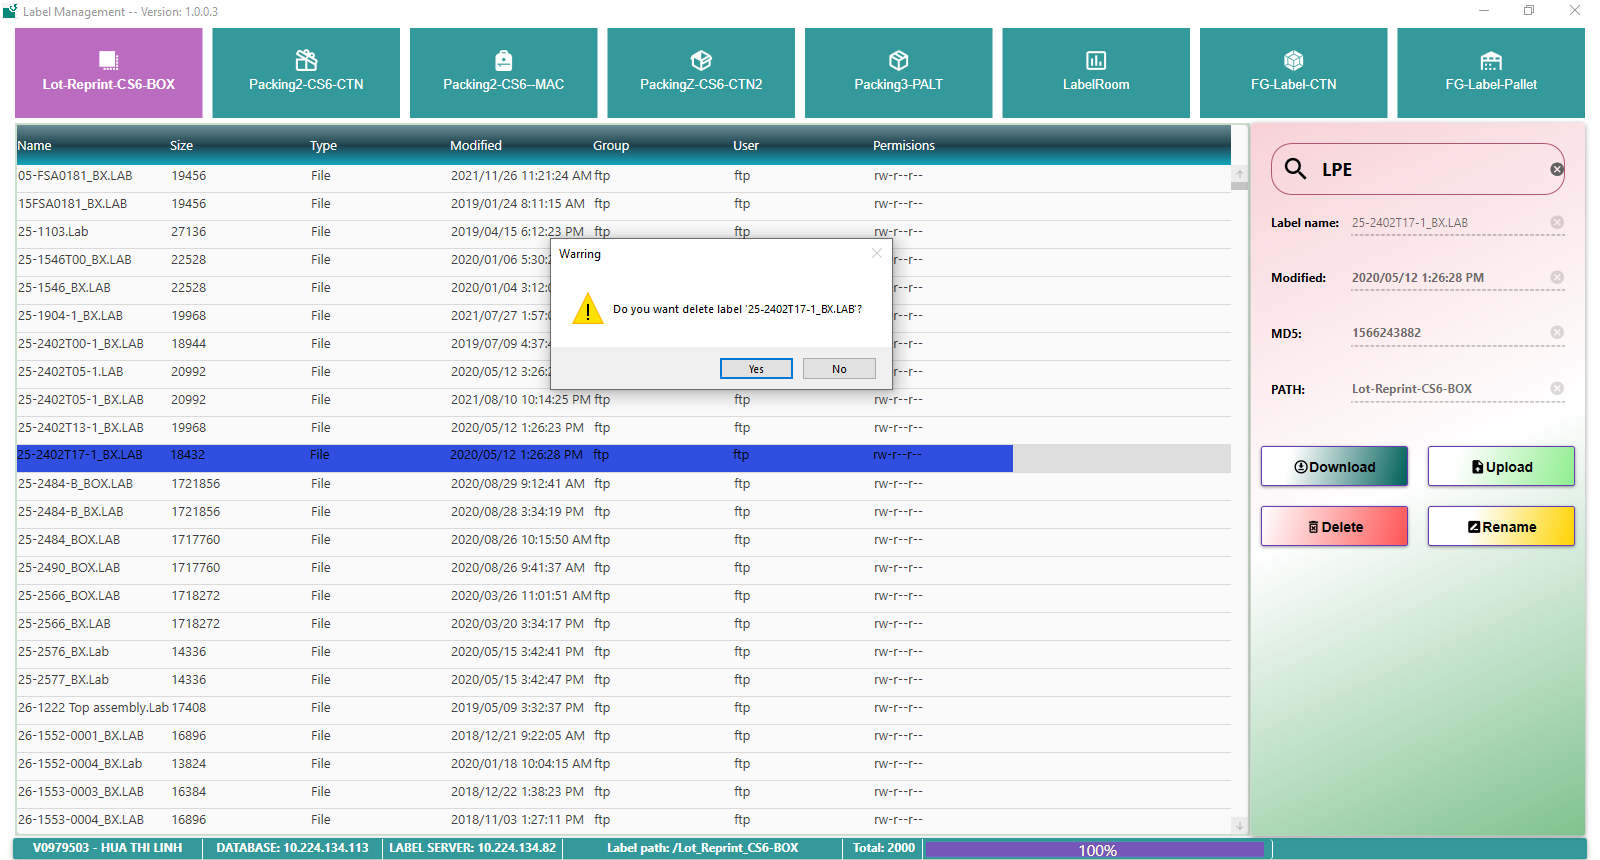 Label Management -- Version: 1.0.0.3
Lot-Reprint-CS6-BOX
Packing2-CS6-CTN
Packing2-CS6--MAC
PackingZ-CS6-CTN2
Packing3-PALT
LabelRoom
FG-Label-CTN
FG-Label-Pallet
Name Size Type Modified Group User Permisions
05-FSA0181_BX.LAB 19456 File 2021/11/26 11:21:24 AM ftp ftp rw-r--r--
15FSA0181_BX.LAB 19456 File 2019/01/24 8:11:15 AM ftp ftp rw-r--r--
25-1103.Lab 27136 File 2019/04/15 6:12:23 PM ftp ftp rw-r--r--
25-1546T00_BX.LAB 22528 File 2020/01/06 5:30:2 r--r--
25-1546_BX.LAB 22528 File 2020/01/04 3:12:0 r--r--
25-1904-1_BX.LAB 19968 File 2021/07/27 1:57:0 r--r--
25-2402T00-1_BX.LAB 18944 File 2019/07/09 4:37:4 r--r--
25-2402T05-1.LAB 20992 File 2020/05/12 3:26:2 r--r--
25-2402T05-1_BX.LAB 20992 File 2021/08/10 10:14:25 PM ftp ftp rw-r--r--
25-2402T13-1_BX.LAB 19968 File 2020/05/12 1:26:23 PM ftp ftp rw-r--r--
25-2402T17-1_BX.LAB 18432 File 2020/05/12 1:26:28 PM ftp ftp rw-r--r--
25-2484-B_BOX.LAB 1721856 File 2020/08/29 9:12:41 AM ftp ftp rw-r--r--
25-2484-B_BX.LAB 1721856 File 2020/08/28 3:34:19 PM ftp ftp rw-r--r--
25-2484_BOX.LAB 1717760 File 2020/08/26 10:15:50 AM ftp ftp rw-r--r--
25-2490_BOX.LAB 1717760 File 2020/08/26 9:41:37 AM ftp ftp rw-r--r--
25-2566_BOX.LAB 1718272 File 2020/03/26 11:01:51 AM ftp ftp rw-r--r--
25-2566_BX.LAB 1718272 File 2020/03/20 3:34:17 PM ftp ftp rw-r--r--
25-2576_BX.Lab 14336 File 2020/05/15 3:42:41 PM ftp ftp rw-r--r--
25-2577_BX.Lab 14336 File 2020/05/15 3:42:47 PM ftp ftp rw-r--r--
26-1222 Top assembly.Lab 17408 File 2019/05/09 3:32:37 PM ftp ftp rw-r--r--
26-1552-0001_BX.LAB 16896 File 2018/12/21 9:22:05 AM ftp ftp rw-r--r--
26-1552-0004_BX.Lab 13824 File 2020/01/18 10:04:15 AM ftp ftp rw-r--r--
26-1553-0003_BX.LAB 16384 File 2018/12/22 1:38:23 PM ftp ftp rw-r--r--
26-1553-0004_BX.LAB 16896 File 2018/11/03 1:27:11 PM ftp ftp rw-r--r--
Warring
Do you want delete label '25-2402T17-1_BX.LAB'?
Yes
No
LPE
Label name: 25-2402T17-1_BX.LAB
Modified: 2020/05/12 1:26:28 PM
MD5: 1566243882
PATH: Lot-Reprint-CS6-BOX
Download
Upload
Delete
Rename
V0979503 - HUA THI LINH
DATABASE: 10.224.134.113
LABEL SERVER: 10.224.134.82
Label path: /Lot_Reprint_CS6-BOX
Total: 2000
100%